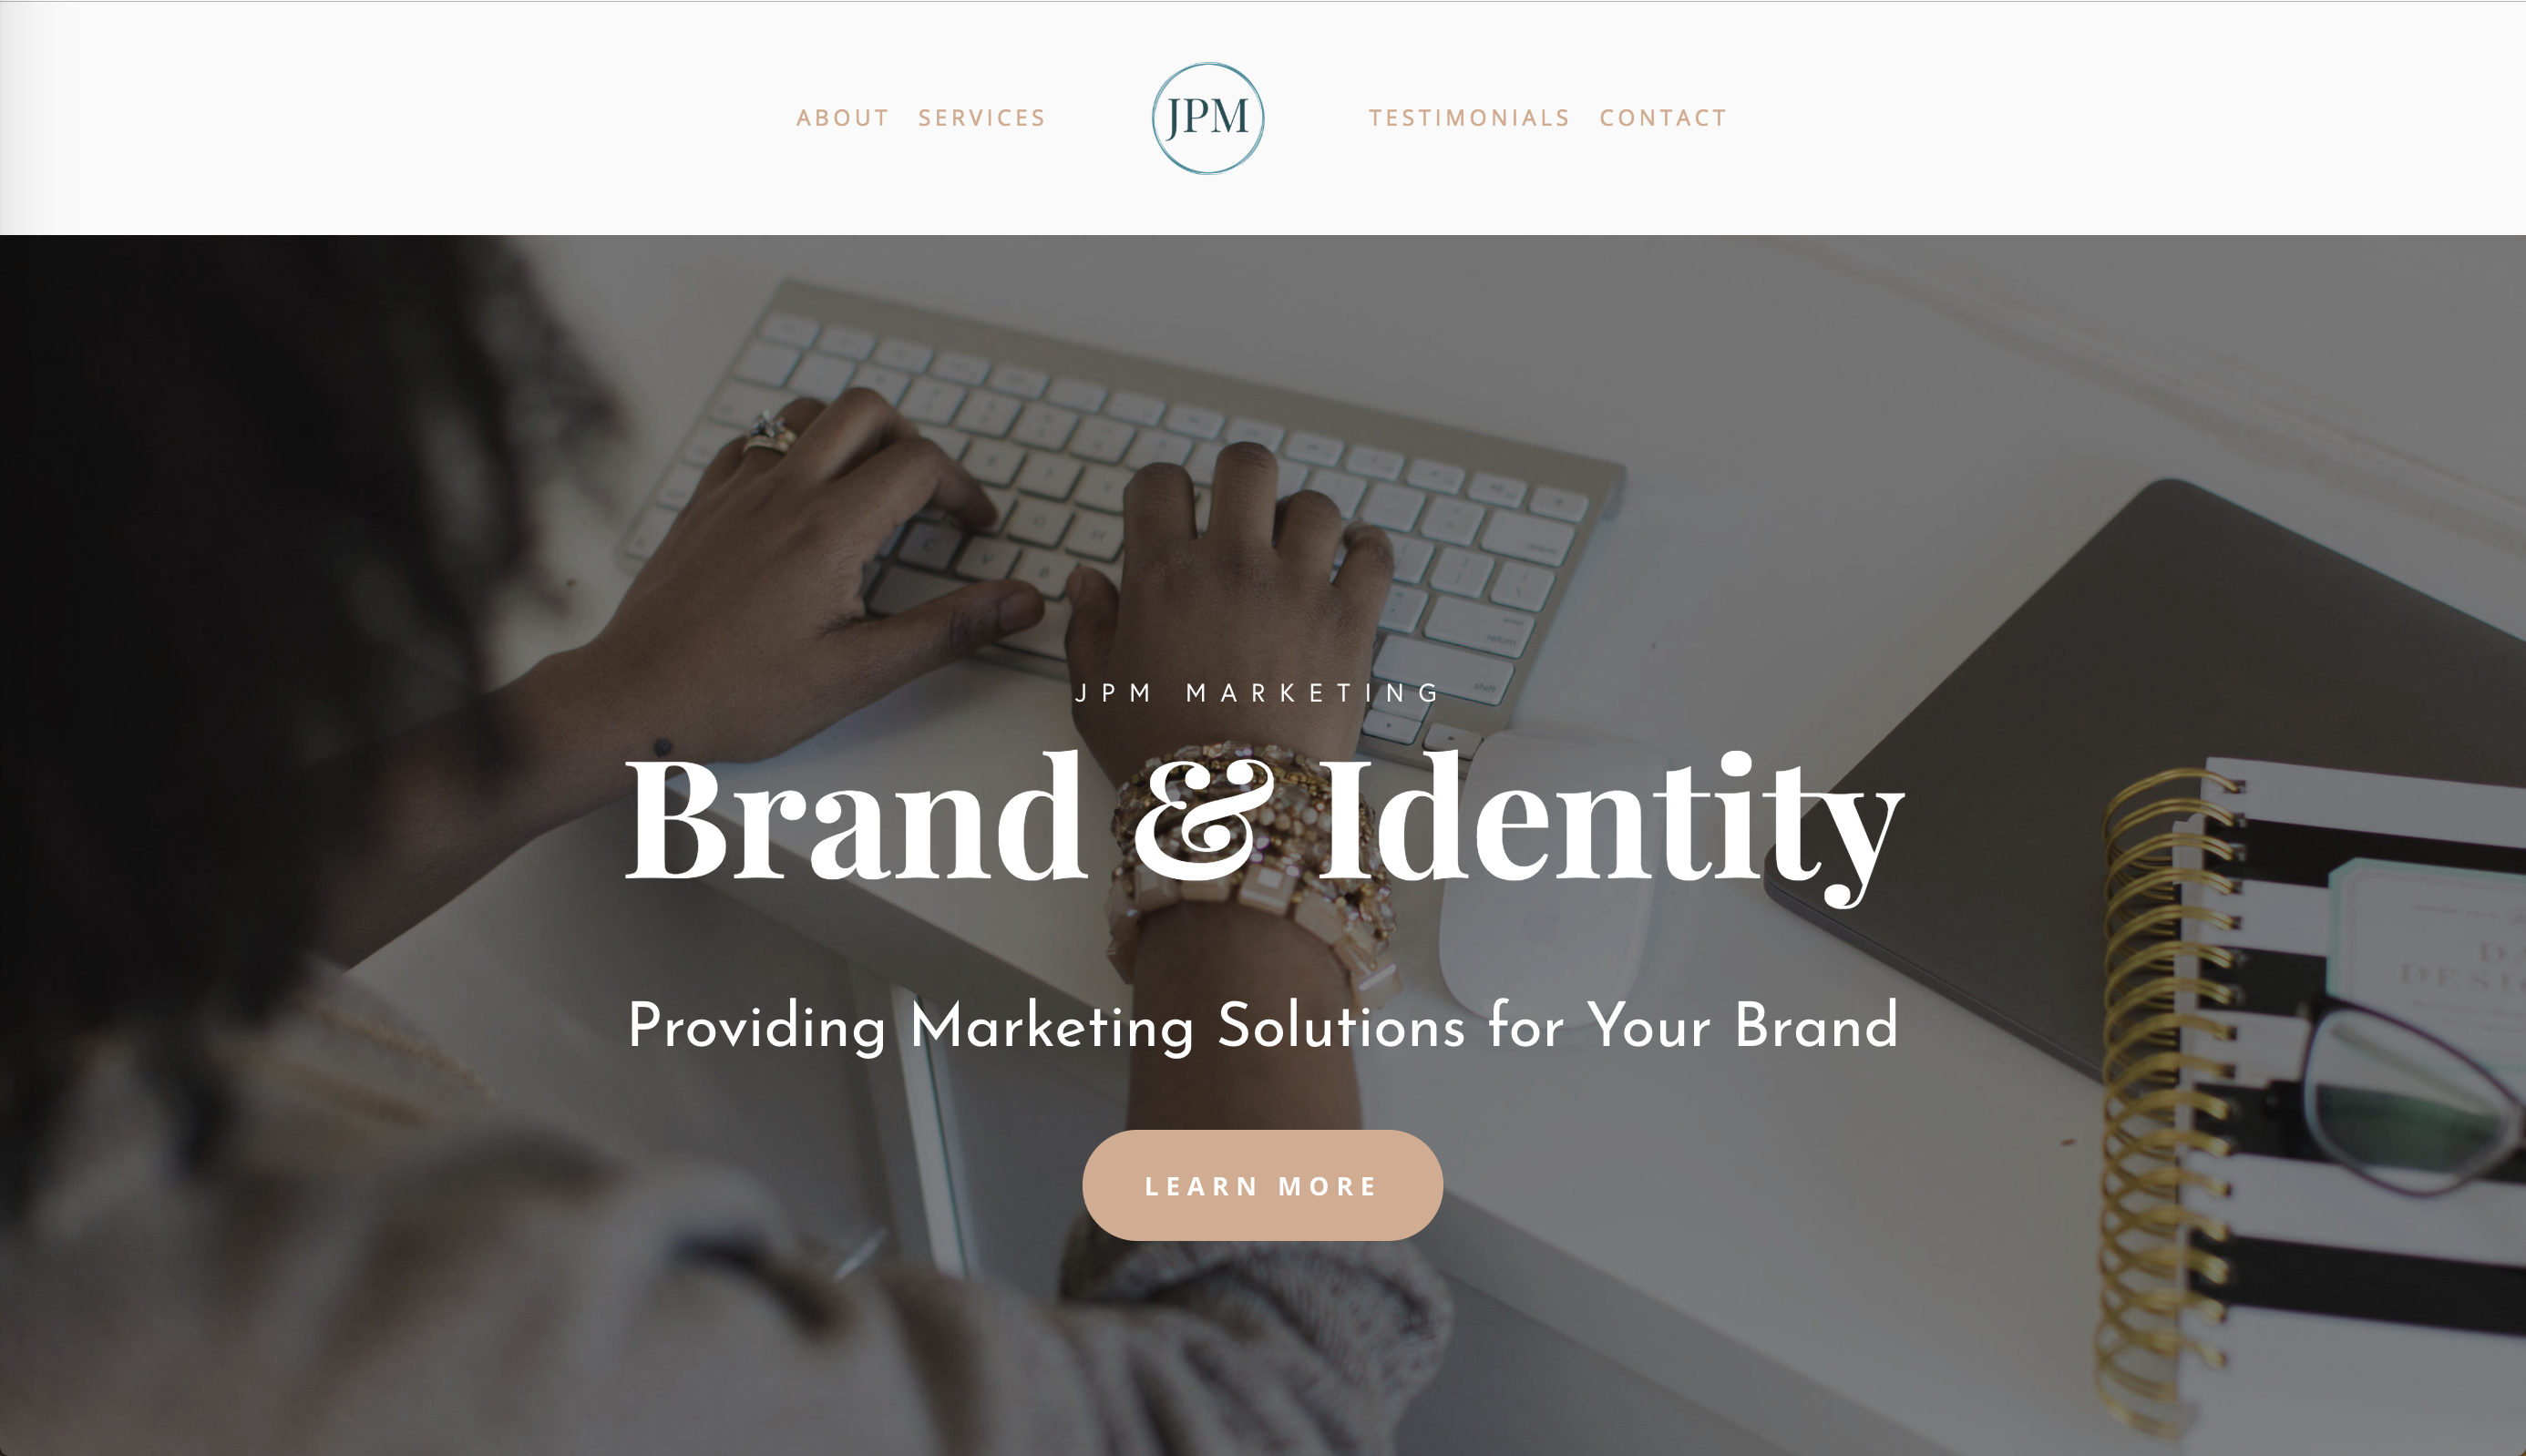 ABOUT SERVICES JPM TESTIMONIALS CONTACT
JPM MARKETING
Brand & Identity
Providing Marketing Solutions for Your Brand
LEARN MORE